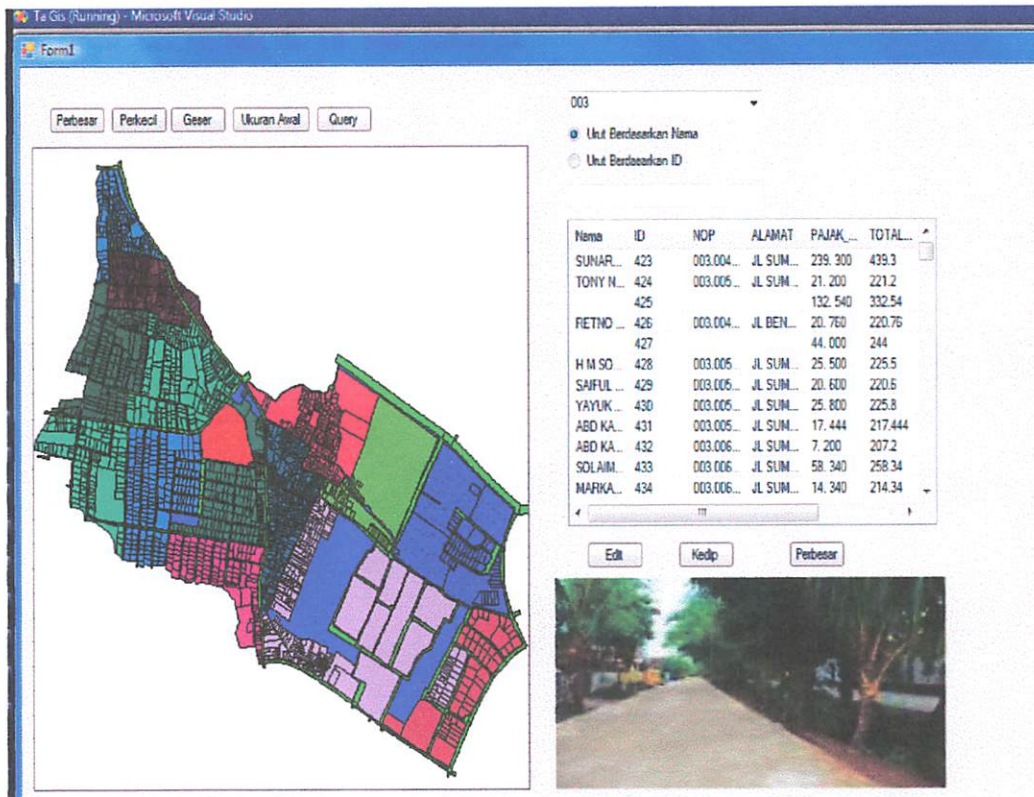 Ta Gis (Running) - Microsoft Visual Studio
Form1
Perbesar Perkecil Geser Ukuran Awal Query
003
Urut Berdasarkan Nama
Urut Berdasarkan ID
Nama ID NOP ALAMAT PAJAK_... TOTAL...
SUNAR... 423 003.004... JL SUM... 239. 300 439.3
TONY N... 424 003.005... JL SUM... 21. 200 221.2
425 132. 540 332.54
RETNO ... 426 003.004... JL BEN... 20. 760 220.76
427 44. 000 244
H M SO... 428 003.005... JL SUM... 25. 500 225.5
SAIFUL ... 429 003.005... JL SUM... 20. 600 220.6
YAYUK ... 430 003.005... JL SUM... 25. 800 225.8
ABD KA... 431 003.005... JL SUM... 17. 444 217.444
ABD KA... 432 003.006... JL SUM... 7. 200 207.2
SOLAIM... 433 003.006... JL SUM... 58. 340 258.34
MARKA... 434 003.006... JL SUM... 14. 340 214.34
Edit Kedip Perbesar